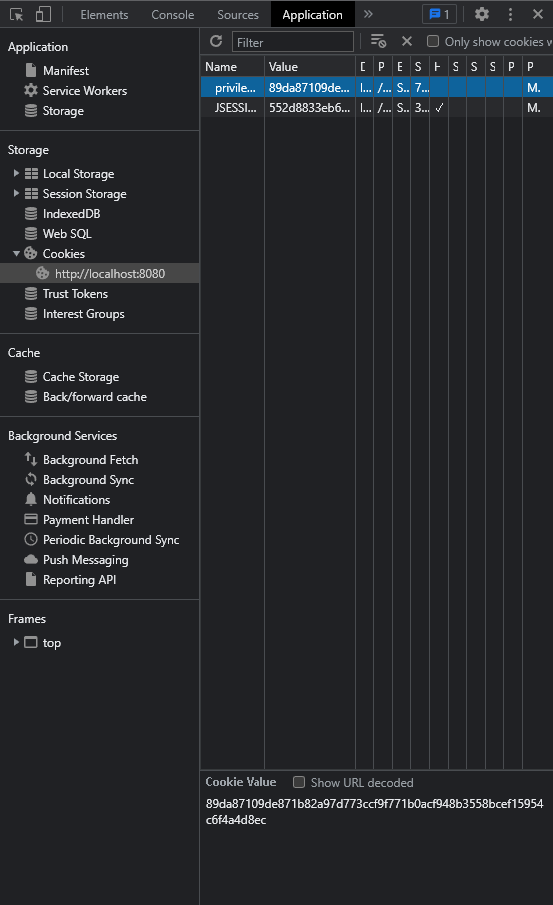 Elements Console Sources Application » 1
Application
Manifest
Service Workers
Storage
Storage
Local Storage
Session Storage
IndexedDB
Web SQL
Cookies
http://localhost:8080
Trust Tokens
Interest Groups
Cache
Cache Storage
Back/forward cache
Background Services
Background Fetch
Background Sync
Notifications
Payment Handler
Periodic Background Sync
Push Messaging
Reporting API
Frames
top
Filter Only show cookies w
Name Value D P E S H S S S P P
privile... 89da87109de... l... /... S... 7... M.
JSESSI... 552d8833eb6... l... /... S... 3... ✓ M.
Cookie Value Show URL decoded
89da87109de871b82a97d773ccf9f771b0acf948b3558bcef15954
c6f4a4d8ec